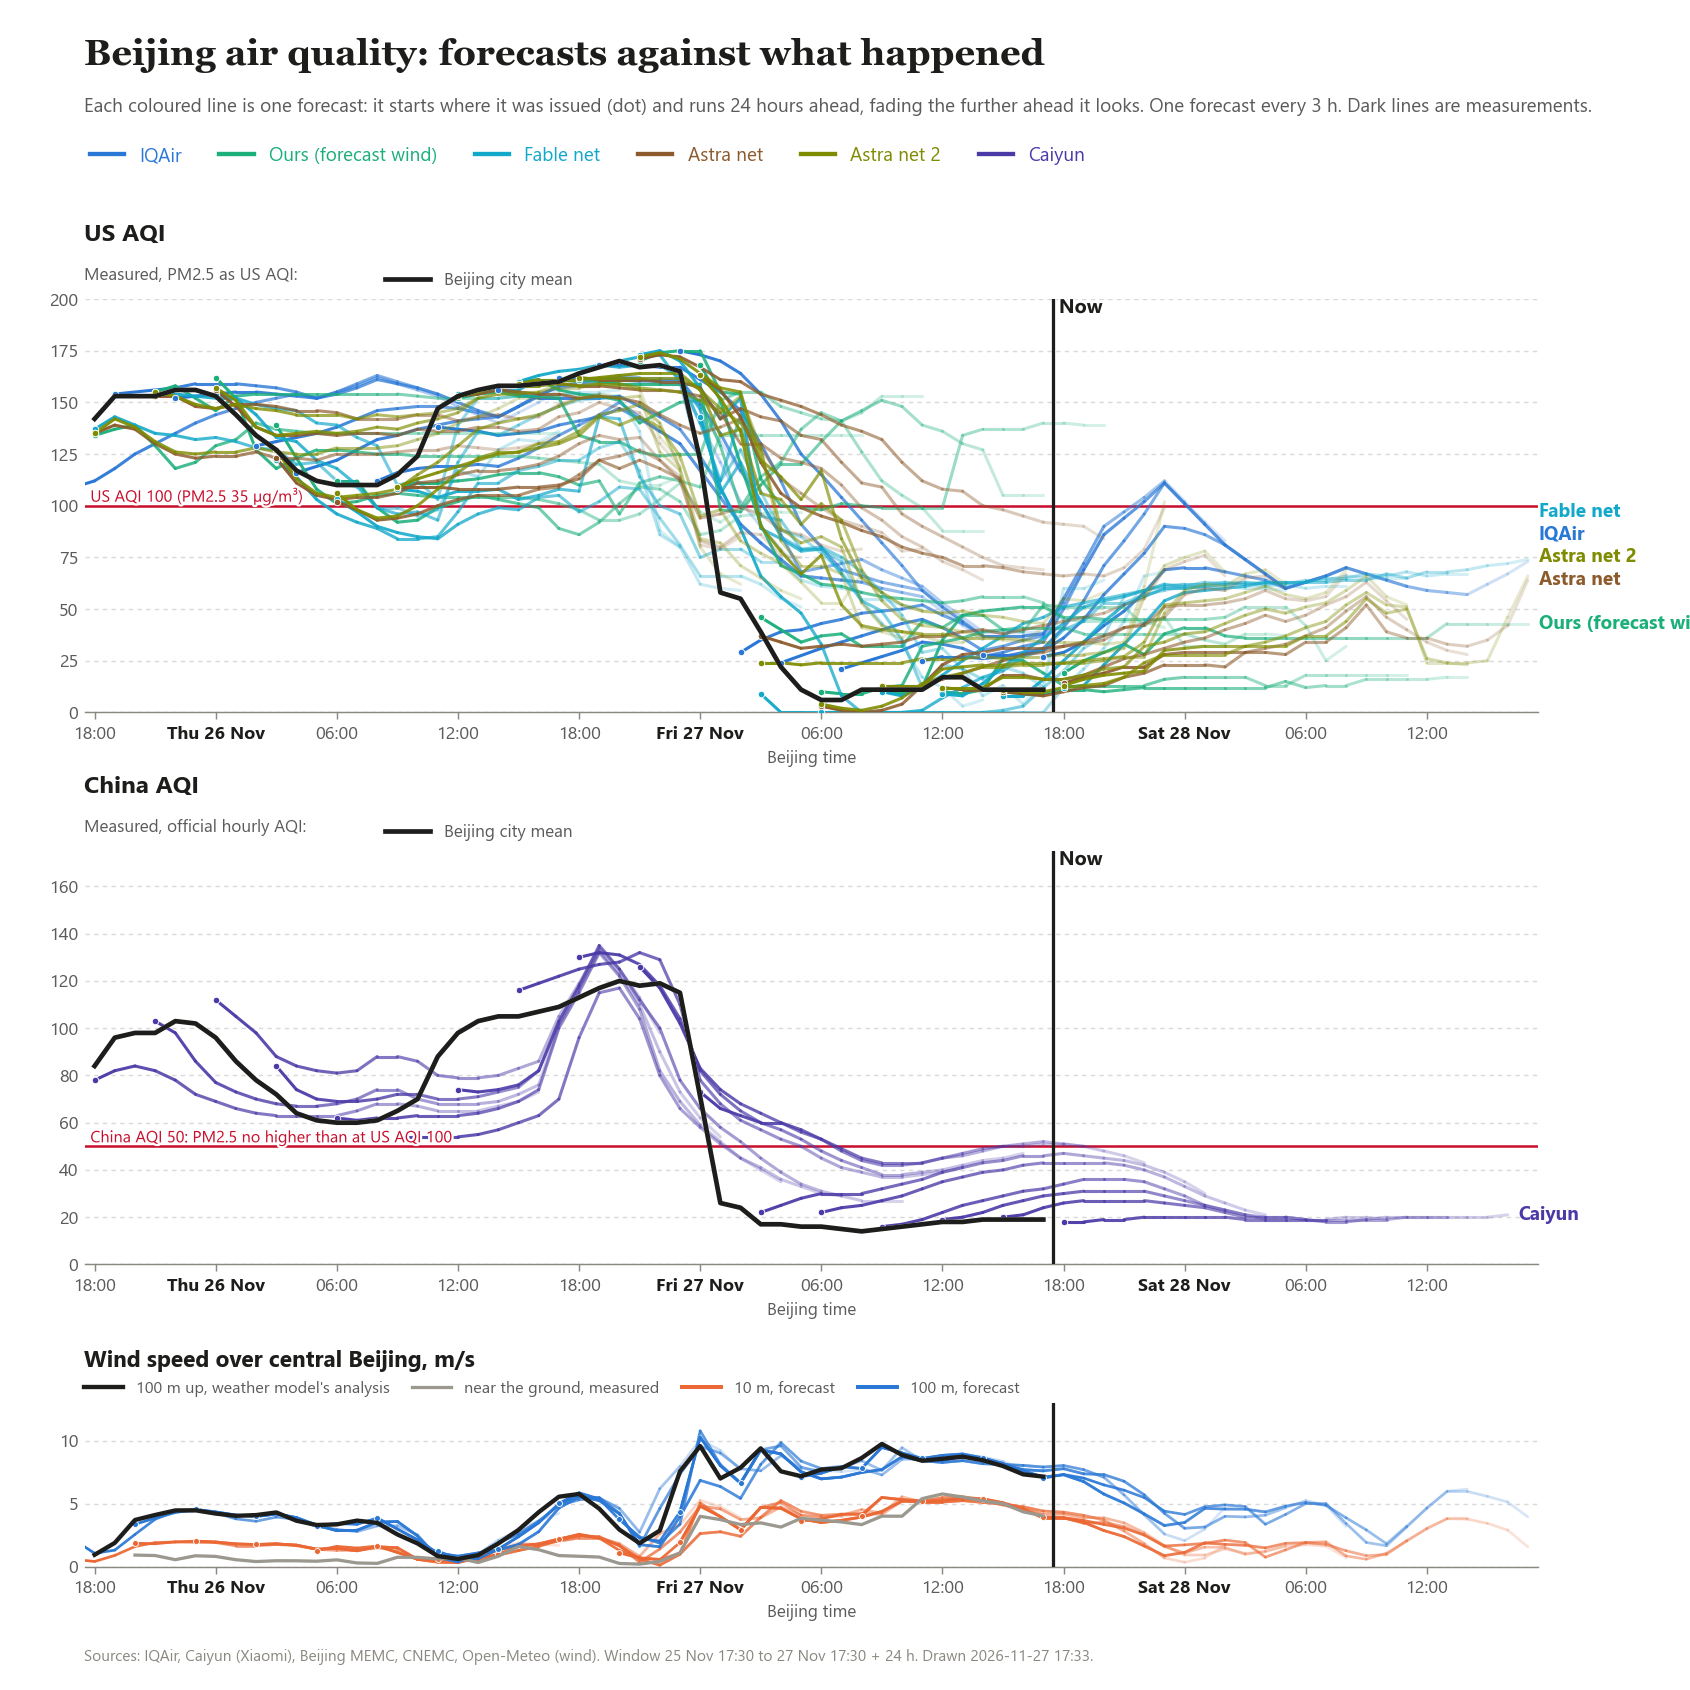 Beijing air quality: forecasts against what happened
Each coloured line is one forecast: it starts where it was issued (dot) and runs 24 hours ahead, fading the further ahead it looks. One forecast every 3 h. Dark lines are measurements.
IQAir Ours (forecast wind) Fable net Astra net Astra net 2 Caiyun
US AQI
Measured, PM2.5 as US AQI: Beijing city mean
200
Now
175
150
125
US AQI 100 (PM2.5 35 µg/m³)
100
Fable net
IQAir
75
Astra net 2
Astra net
50
Ours (forecast wi
25
0
18:00 Thu 26 Nov 06:00 12:00 18:00 Fri 27 Nov 06:00 12:00 18:00 Sat 28 Nov 06:00 12:00
Beijing time
China AQI
Measured, official hourly AQI: Beijing city mean
Now
160
140
120
100
80
60
China AQI 50: PM2.5 no higher than at US AQI 100
40
20
Caiyun
0
18:00 Thu 26 Nov 06:00 12:00 18:00 Fri 27 Nov 06:00 12:00 18:00 Sat 28 Nov 06:00 12:00
Beijing time
Wind speed over central Beijing, m/s
100 m up, weather model's analysis near the ground, measured 10 m, forecast 100 m, forecast
10
5
0
18:00 Thu 26 Nov 06:00 12:00 18:00 Fri 27 Nov 06:00 12:00 18:00 Sat 28 Nov 06:00 12:00
Beijing time
Sources: IQAir, Caiyun (Xiaomi), Beijing MEMC, CNEMC, Open-Meteo (wind). Window 25 Nov 17:30 to 27 Nov 17:30 + 24 h. Drawn 2026-11-27 17:33.